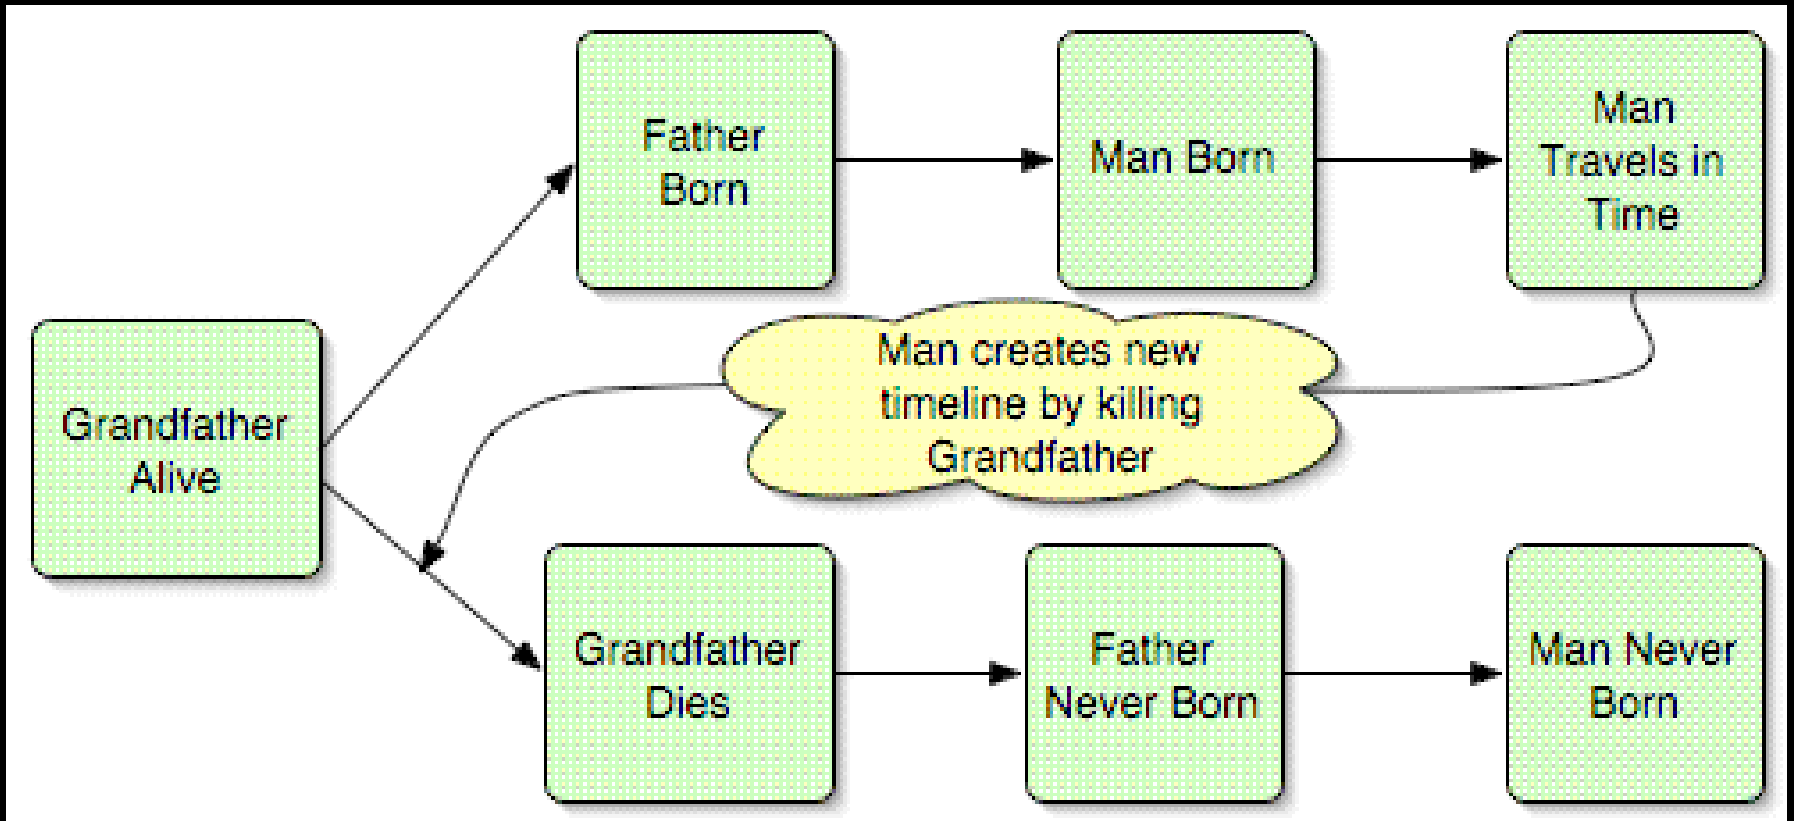 Father
Born
Man Born
Man
Travels in
Time
Grandfather
Alive
Man creates new
timeline by killing
Grandfather
Grandfather
Dies
Father
Never Born
Man Never
Born